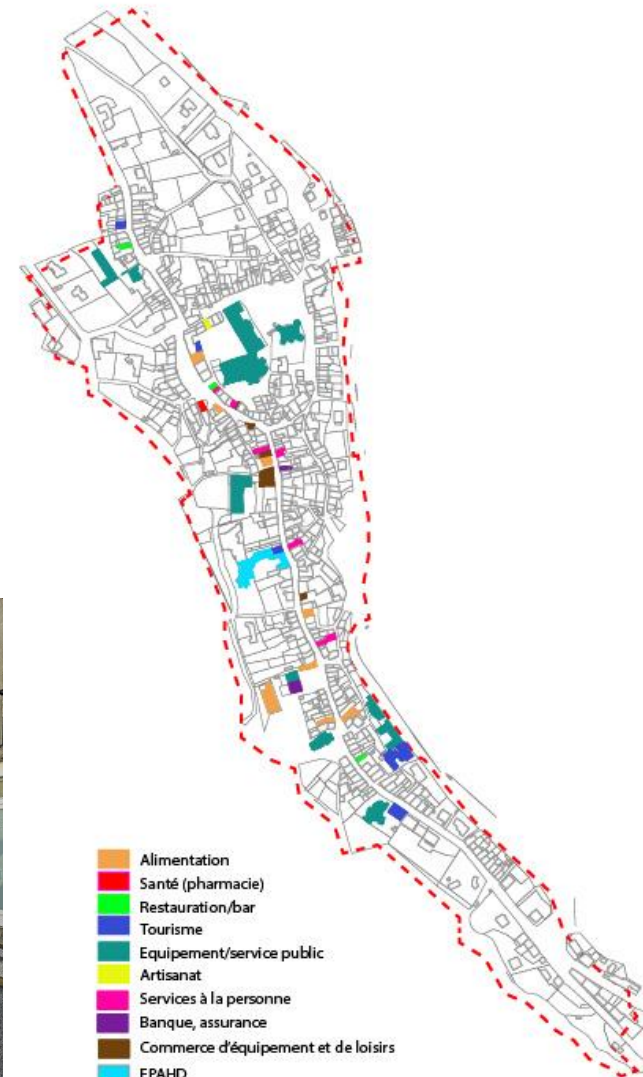 Alimentation
Santé (pharmacie)
Restauration/bar
Tourisme
Equipement/service public
Artisanat
Services à la personne
Banque, assurance
Commerce d'équipement et de loisirs
EPAHD